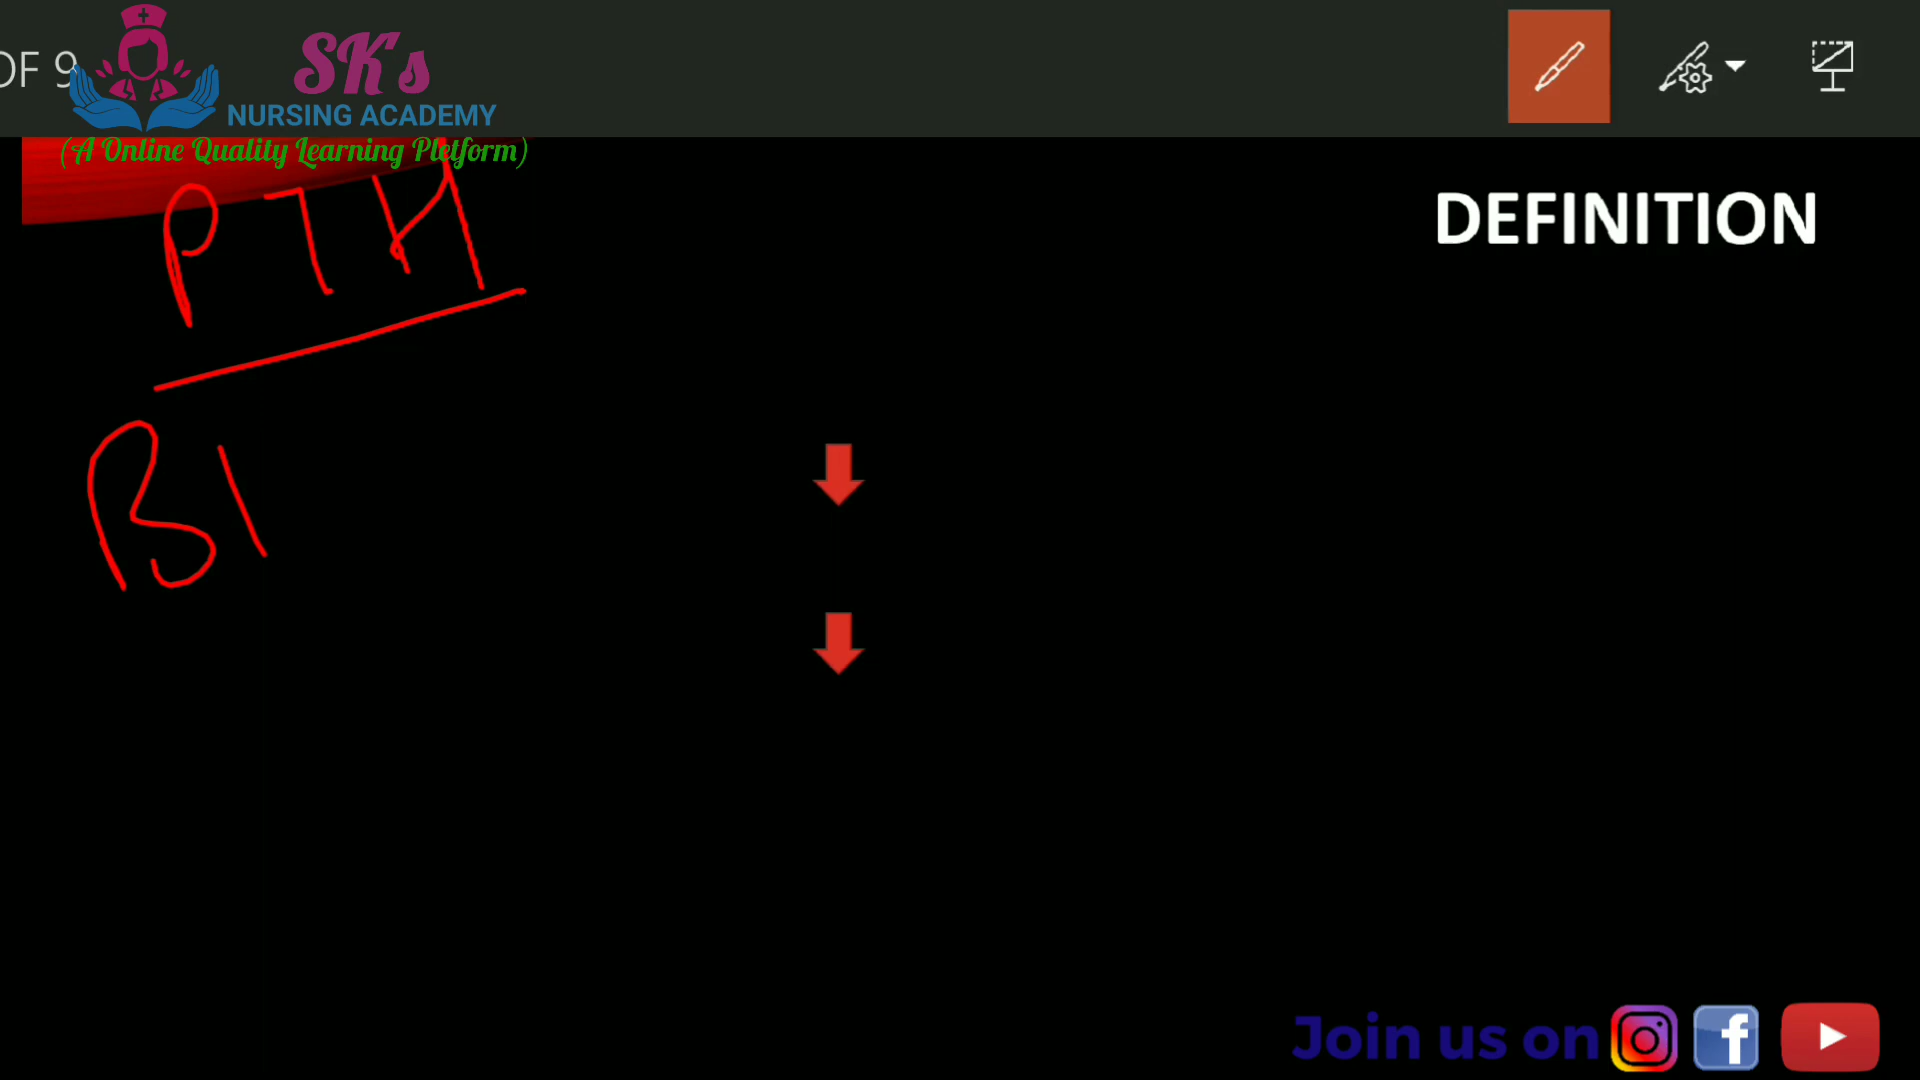 OF 9
SK's
NURSING ACADEMY
(A Online Quality Learning Pletform)
DEFINITION
PTH
BI
Join us on